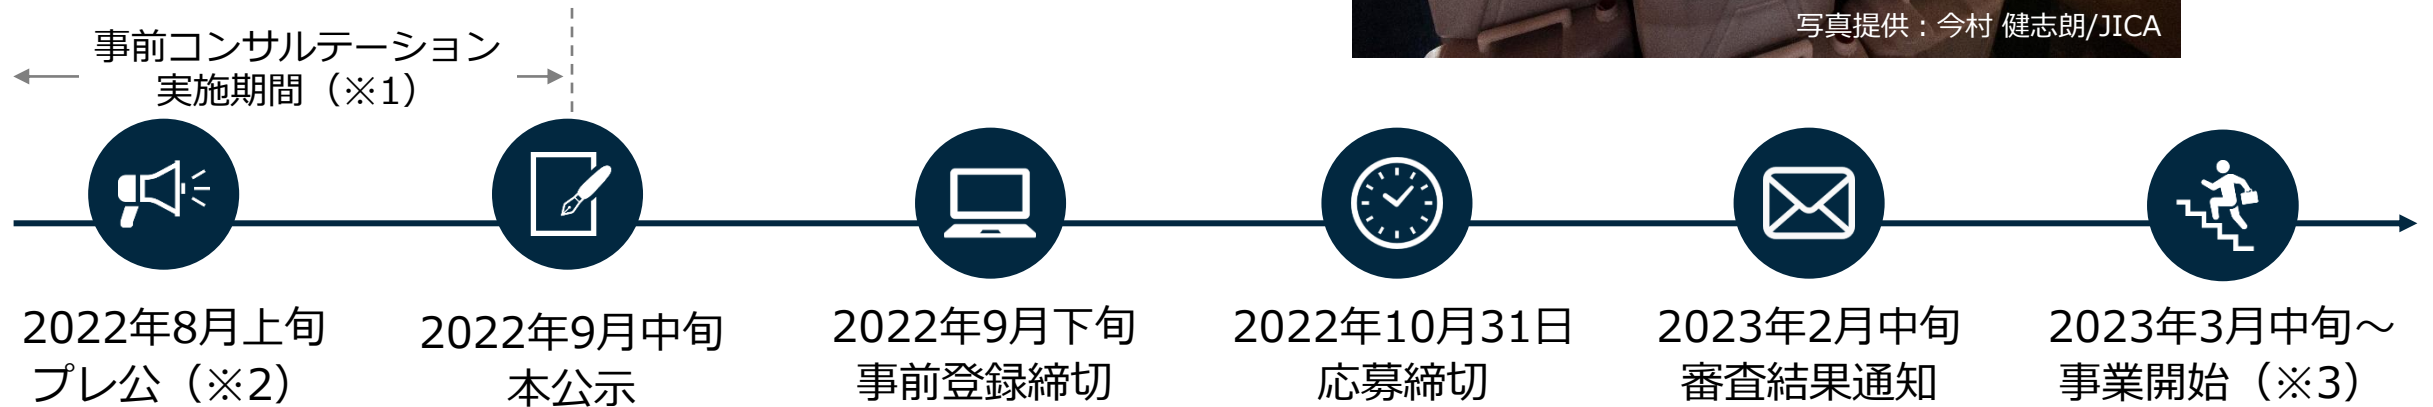 写真提供：今村 健志朗/JICA
事前コンサルテーション
実施期間（※1）
2022年8月上旬
プレ公（※2）
2022年9月中旬
本公示
2022年9月下旬
事前登録締切
2022年10月31日
応募締切
2023年2月中旬
審査結果通知
2023年3月中旬～
事業開始（※3）